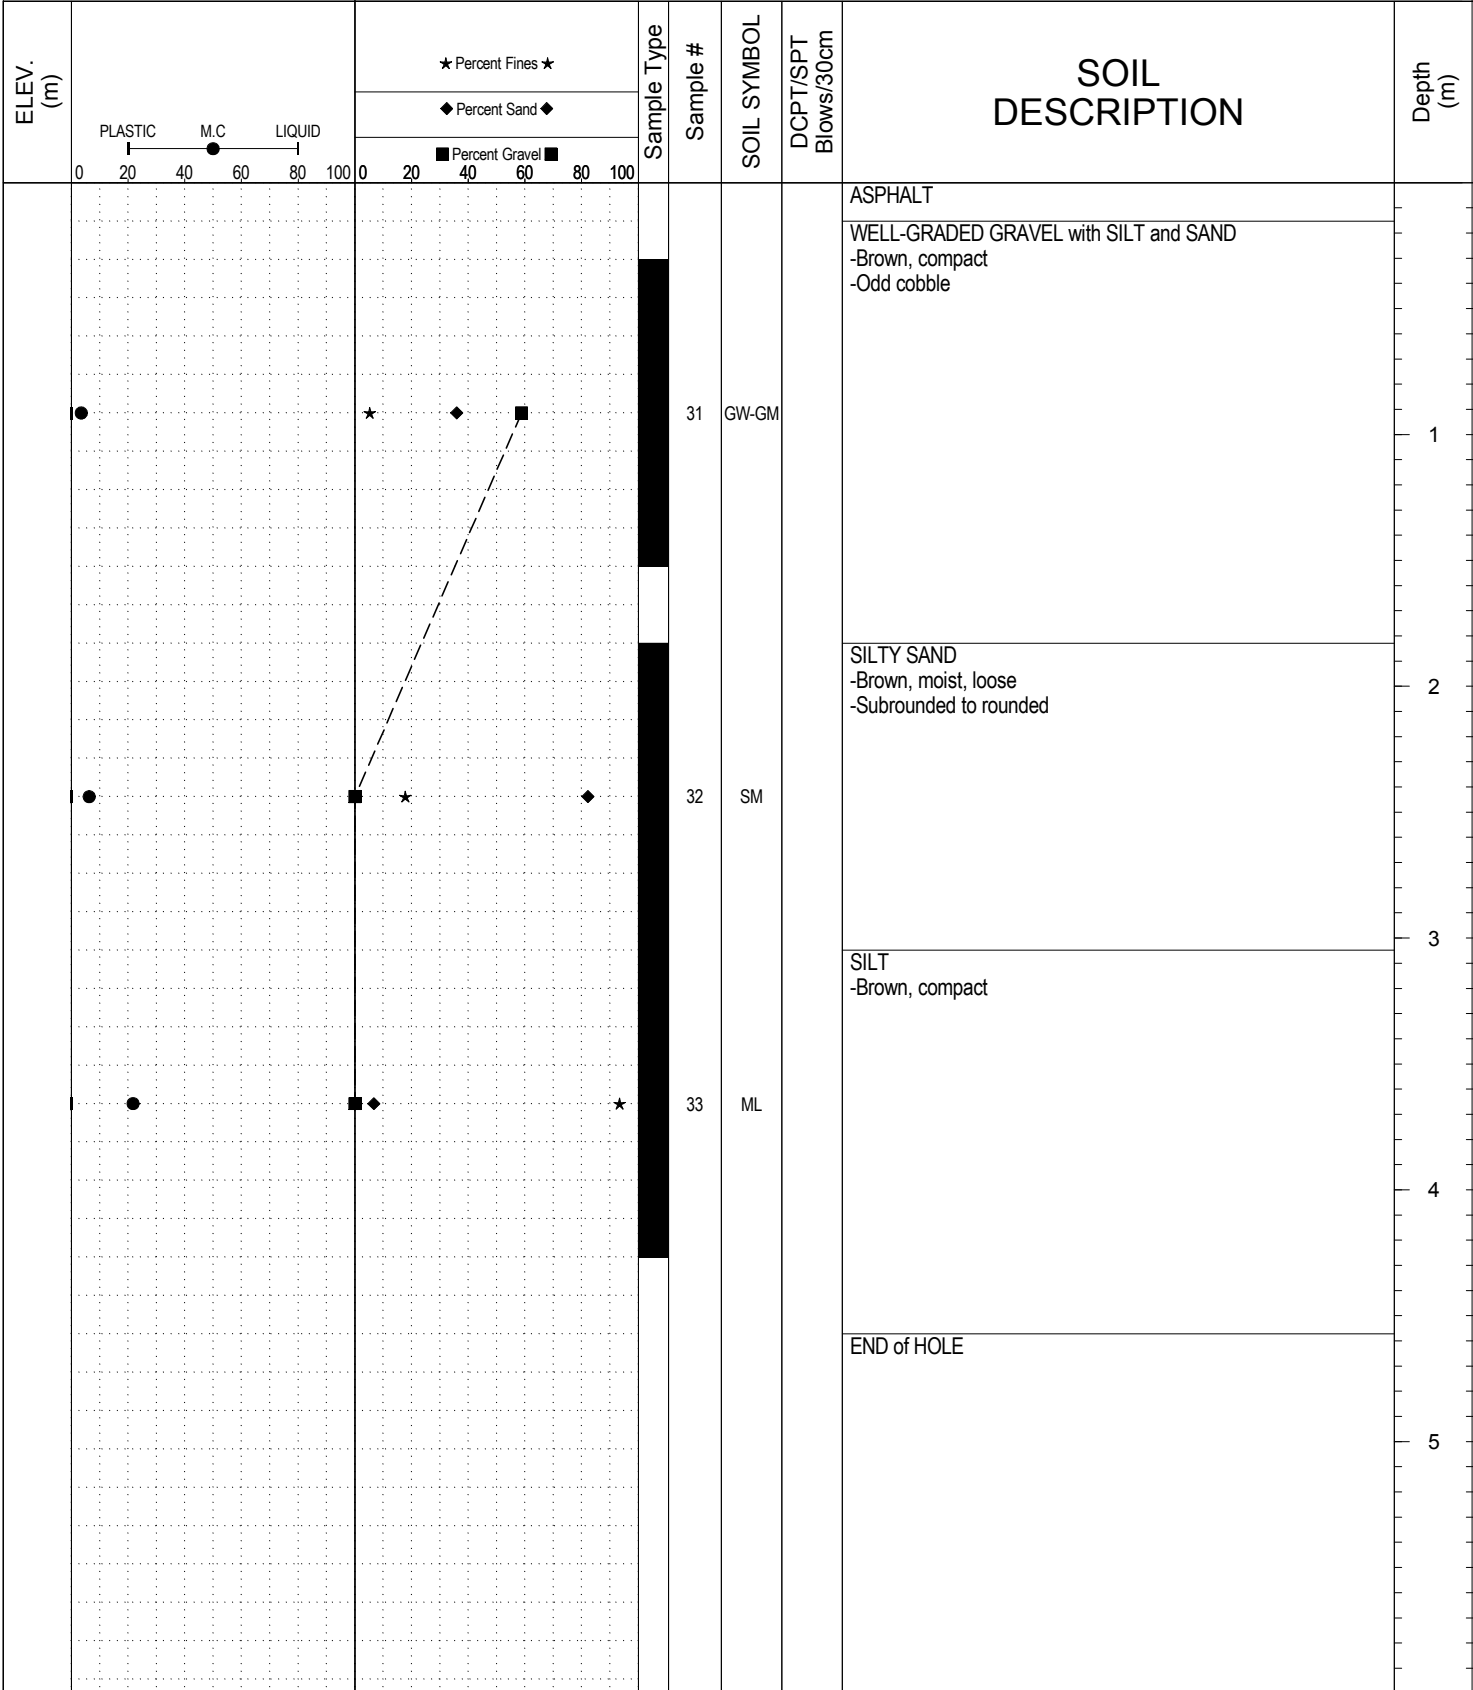 ELEV.
(m)
PLASTIC M.C LIQUID
0 20 40 60 80 100
★ Percent Fines ★
◆ Percent Sand ◆
■ Percent Gravel ■
0 20 40 60 80 100
Sample Type
Sample #
SOIL SYMBOL
DCPT/SPT
Blows/30cm
SOIL
DESCRIPTION
Depth
(m)
ASPHALT
WELL-GRADED GRAVEL with SILT and SAND
-Brown, compact
-Odd cobble
31 GW-GM
1
SILTY SAND
-Brown, moist, loose
-Subrounded to rounded
2
32 SM
3
SILT
-Brown, compact
33 ML
4
END of HOLE
5